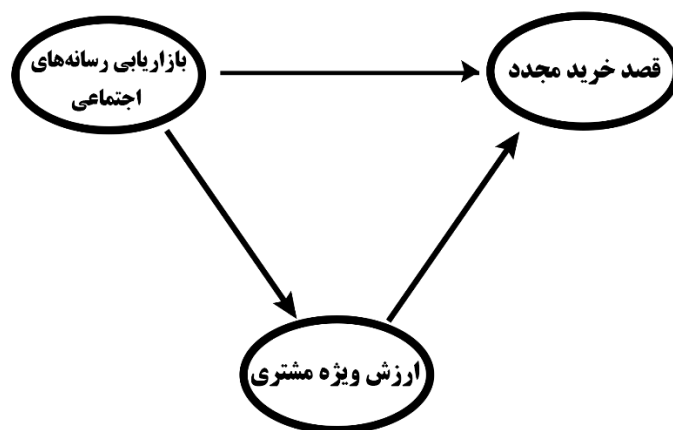 بازاریابی رسانه‌های
اجتماعی
قصد خرید مجدد
ارزش ویژه مشتری